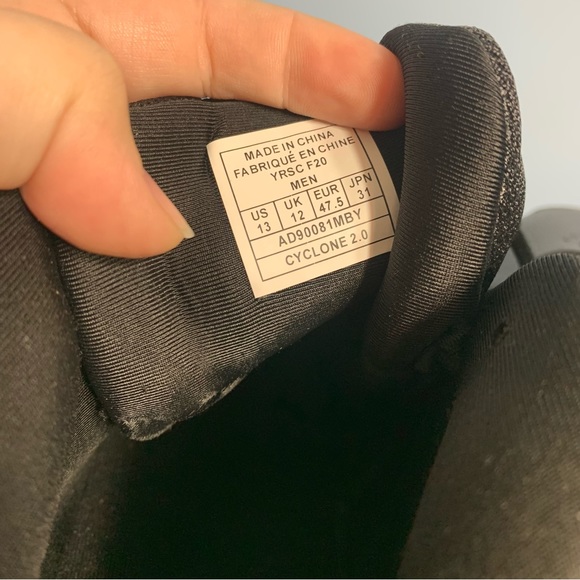 MADE IN CHINA
FABRIQUÉ EN CHINE
YRSC F20
MEN
US UK EUR JPN
13 12 47.5 31
AD90081MBY
CYCLONE 2.0